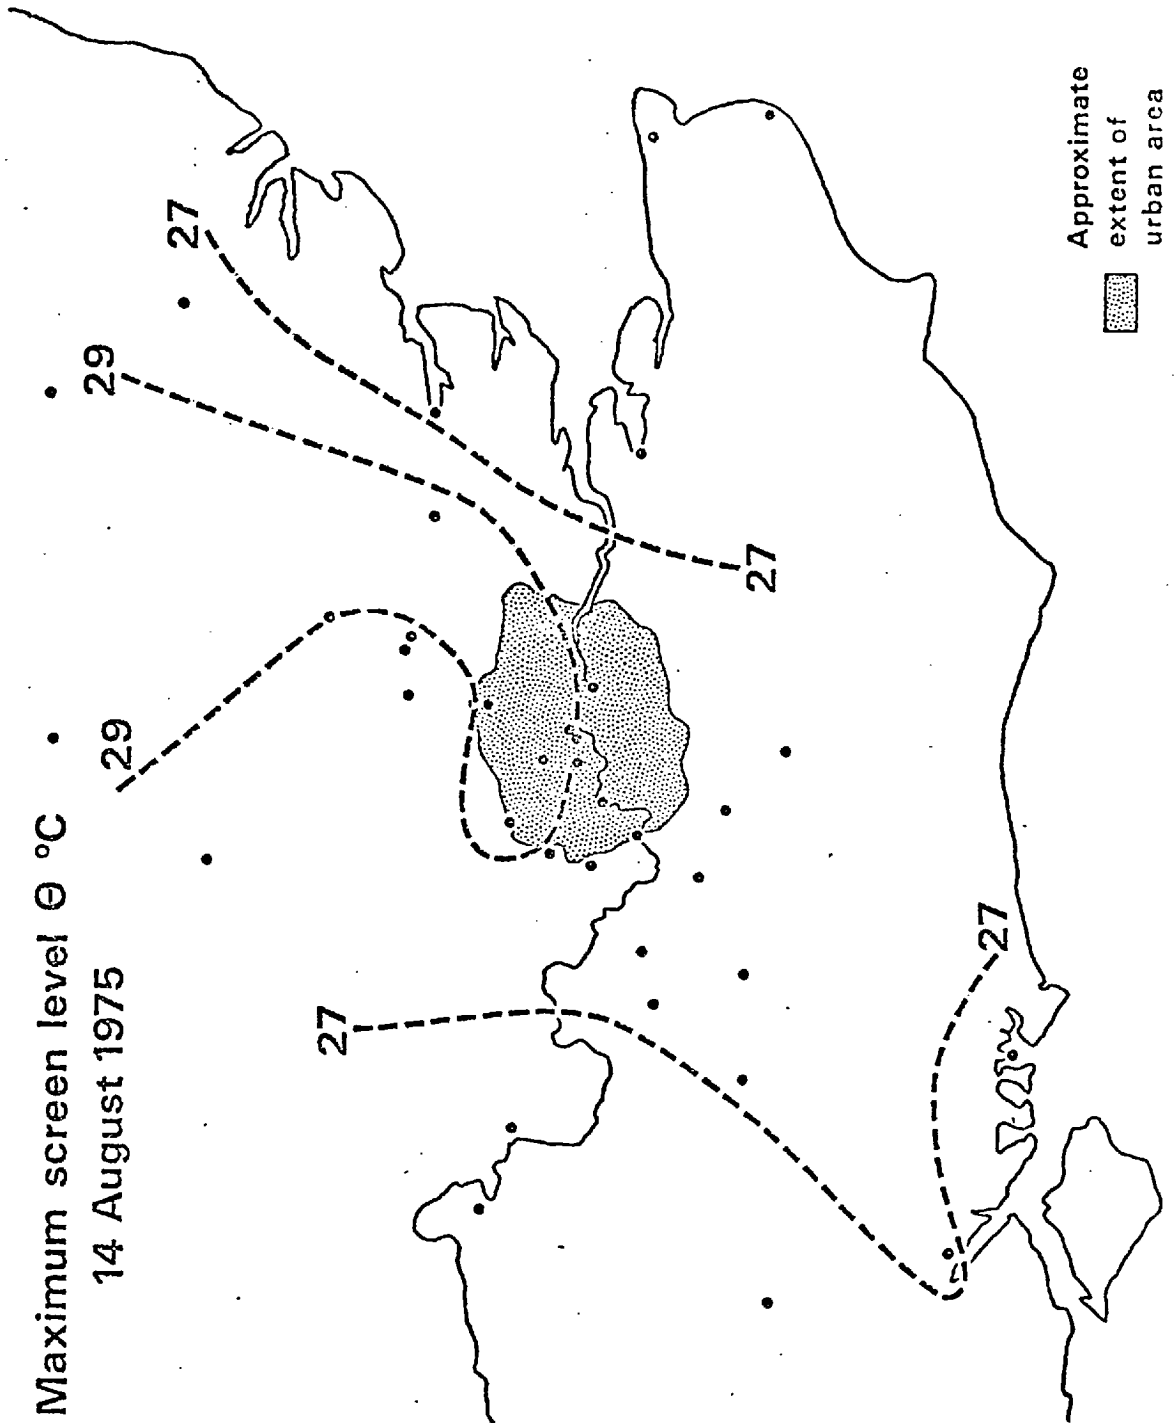 Maximum screen level Θ °C
14 August 1975
27
29
29
27
27
27
Approximate
extent of
urban area